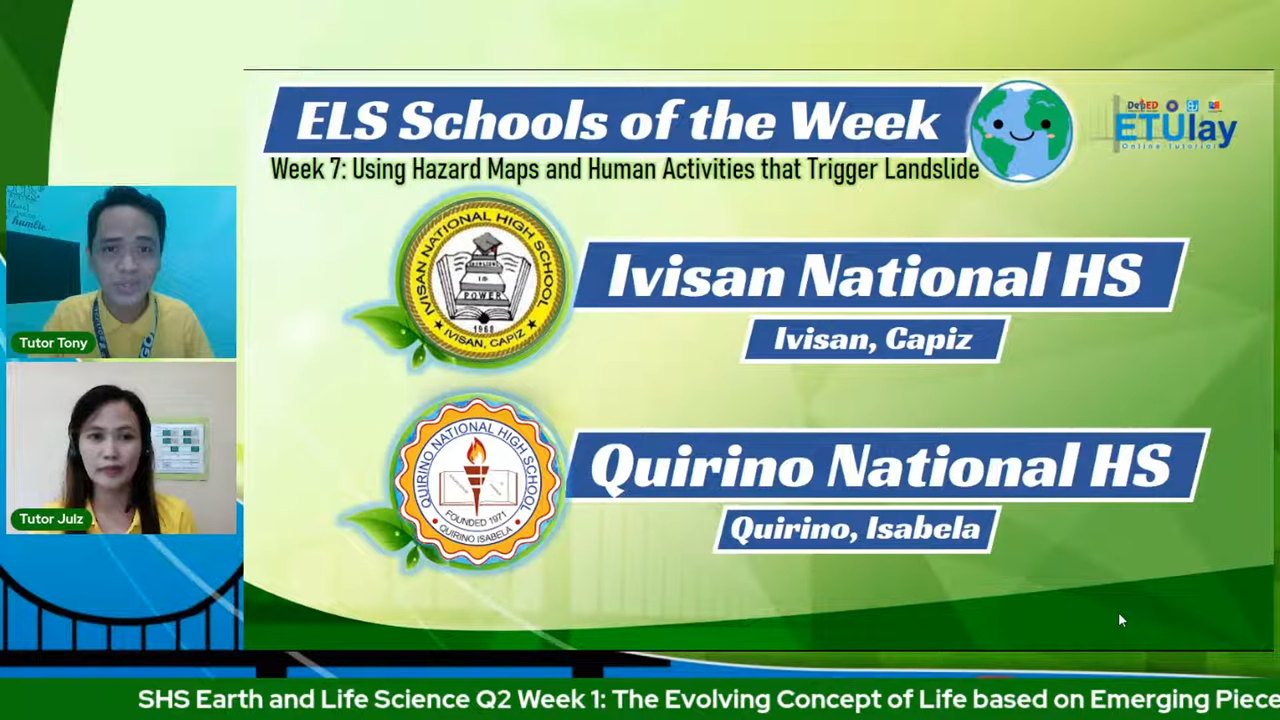 ELS Schools of the Week
Week 7: Using Hazard Maps and Human Activities that Trigger Landslide
DepED
ETUlay
Online Tutorial
humble.
Tutor Tony
Tutor Julz
IVISAN NATIONAL HIGH SCHOOL
IS
POWER
1968
IVISAN, CAPIZ
Ivisan National HS
Ivisan, Capiz
QUIRINO NATIONAL HIGH SCHOOL
FOUNDED 1971
QUIRINO ISABELA
Quirino National HS
Quirino, Isabela
SHS Earth and Life Science Q2 Week 1: The Evolving Concept of Life based on Emerging Piece